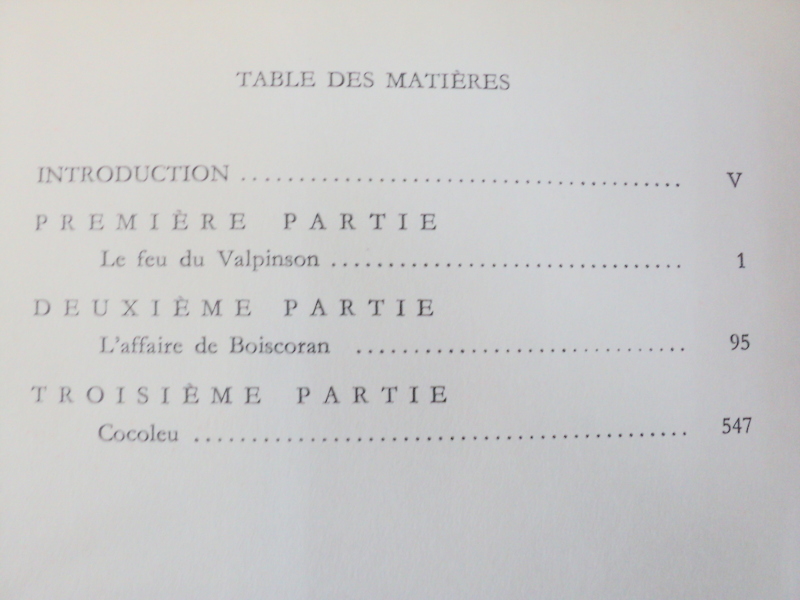 TABLE DES MATIÈRES
INTRODUCTION ........................................ V
PREMIÈRE PARTIE
Le feu du Valpinson ................................ 1
DEUXIÈME PARTIE
L'affaire de Boiscoran .............................. 95
TROISIÈME PARTIE
Cocoleu ............................................. 547